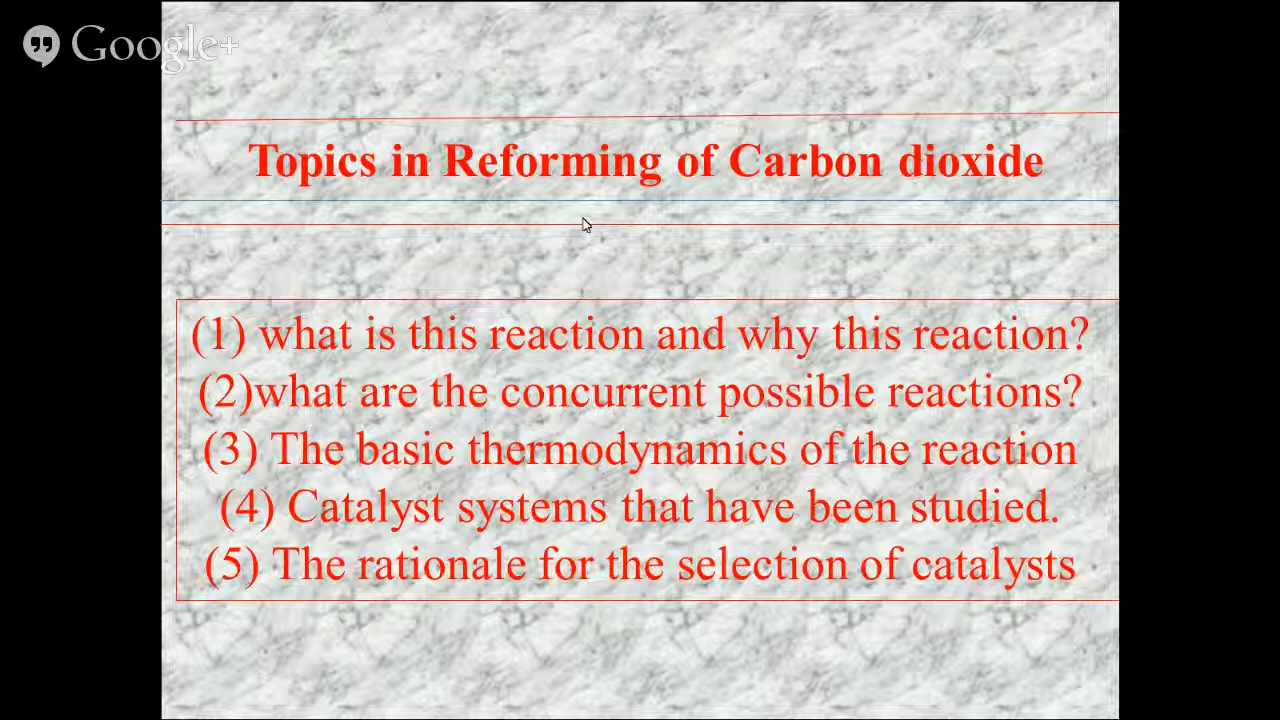 Google+
Topics in Reforming of Carbon dioxide
(1) what is this reaction and why this reaction?
(2)what are the concurrent possible reactions?
(3) The basic thermodynamics of the reaction
(4) Catalyst systems that have been studied.
(5) The rationale for the selection of catalysts